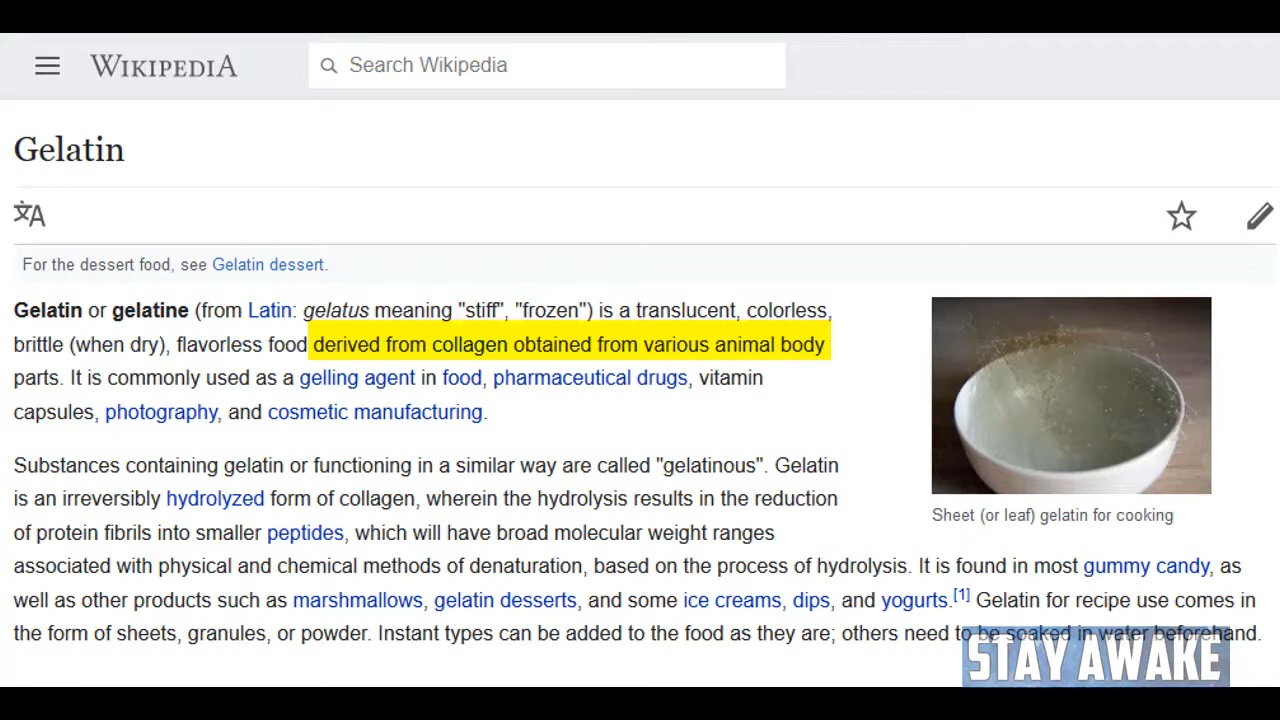 WIKIPEDIA
Search Wikipedia
Gelatin
文A
For the dessert food, see Gelatin dessert.
Gelatin or gelatine (from Latin: gelatus meaning "stiff", "frozen") is a translucent, colorless,
brittle (when dry), flavorless food derived from collagen obtained from various animal body
parts. It is commonly used as a gelling agent in food, pharmaceutical drugs, vitamin
capsules, photography, and cosmetic manufacturing.
Substances containing gelatin or functioning in a similar way are called "gelatinous". Gelatin
is an irreversibly hydrolyzed form of collagen, wherein the hydrolysis results in the reduction
of protein fibrils into smaller peptides, which will have broad molecular weight ranges
Sheet (or leaf) gelatin for cooking
associated with physical and chemical methods of denaturation, based on the process of hydrolysis. It is found in most gummy candy, as
well as other products such as marshmallows, gelatin desserts, and some ice creams, dips, and yogurts.[1] Gelatin for recipe use comes in
the form of sheets, granules, or powder. Instant types can be added to the food as they are; others need to be soaked in water beforehand.
STAY AWAKE